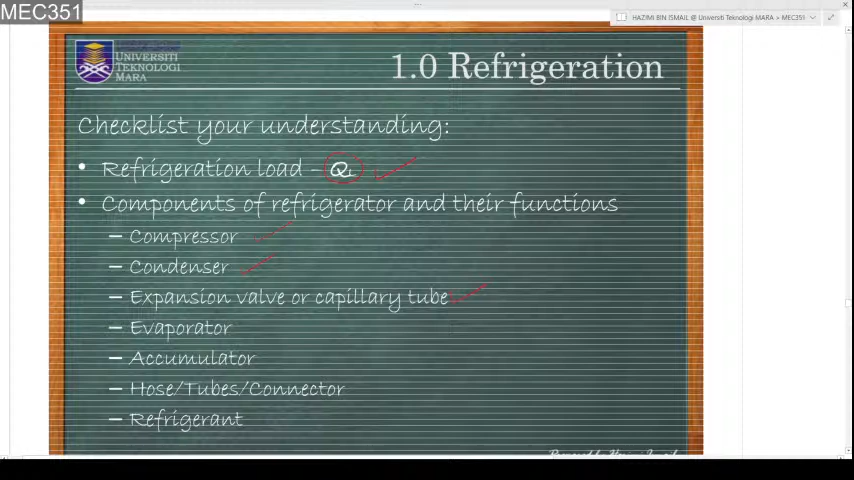 MEC351
HAZIMI BIN ISMAIL @ Universiti Teknologi MARA > MEC351
UNIVERSITI
TEKNOLOGI
MARA
1.0 Refrigeration
Checklist your understanding:
• Refrigeration load – QL
• Components of refrigerator and their functions
– Compressor
– Condenser
– Expansion valve or capillary tube
– Evaporator
– Accumulator
– Hose/Tubes/Connector
– Refrigerant